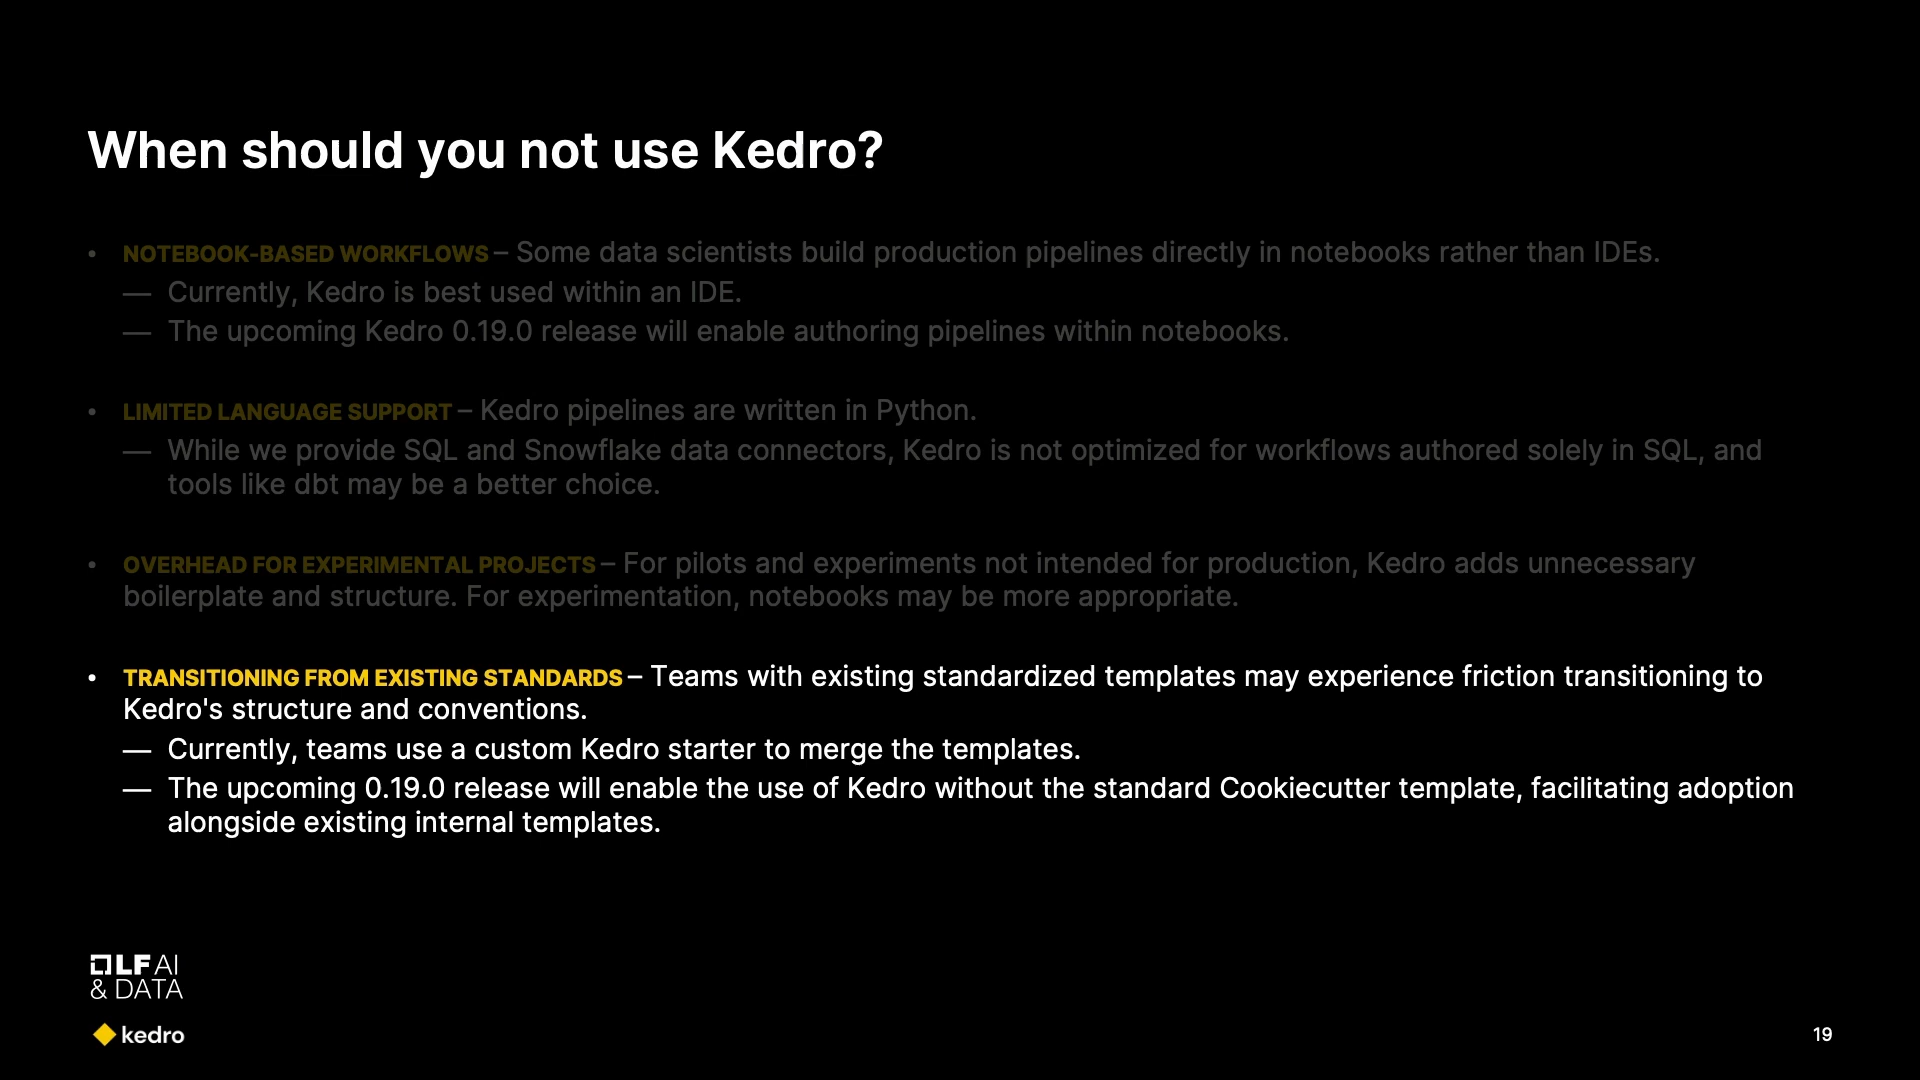 When should you not use Kedro?
• NOTEBOOK-BASED WORKFLOWS – Some data scientists build production pipelines directly in notebooks rather than IDEs.
— Currently, Kedro is best used within an IDE.
— The upcoming Kedro 0.19.0 release will enable authoring pipelines within notebooks.
• LIMITED LANGUAGE SUPPORT – Kedro pipelines are written in Python.
— While we provide SQL and Snowflake data connectors, Kedro is not optimized for workflows authored solely in SQL, and
tools like dbt may be a better choice.
• OVERHEAD FOR EXPERIMENTAL PROJECTS – For pilots and experiments not intended for production, Kedro adds unnecessary
boilerplate and structure. For experimentation, notebooks may be more appropriate.
• TRANSITIONING FROM EXISTING STANDARDS – Teams with existing standardized templates may experience friction transitioning to
Kedro's structure and conventions.
— Currently, teams use a custom Kedro starter to merge the templates.
— The upcoming 0.19.0 release will enable the use of Kedro without the standard Cookiecutter template, facilitating adoption
alongside existing internal templates.
LF AI
& DATA
kedro
19